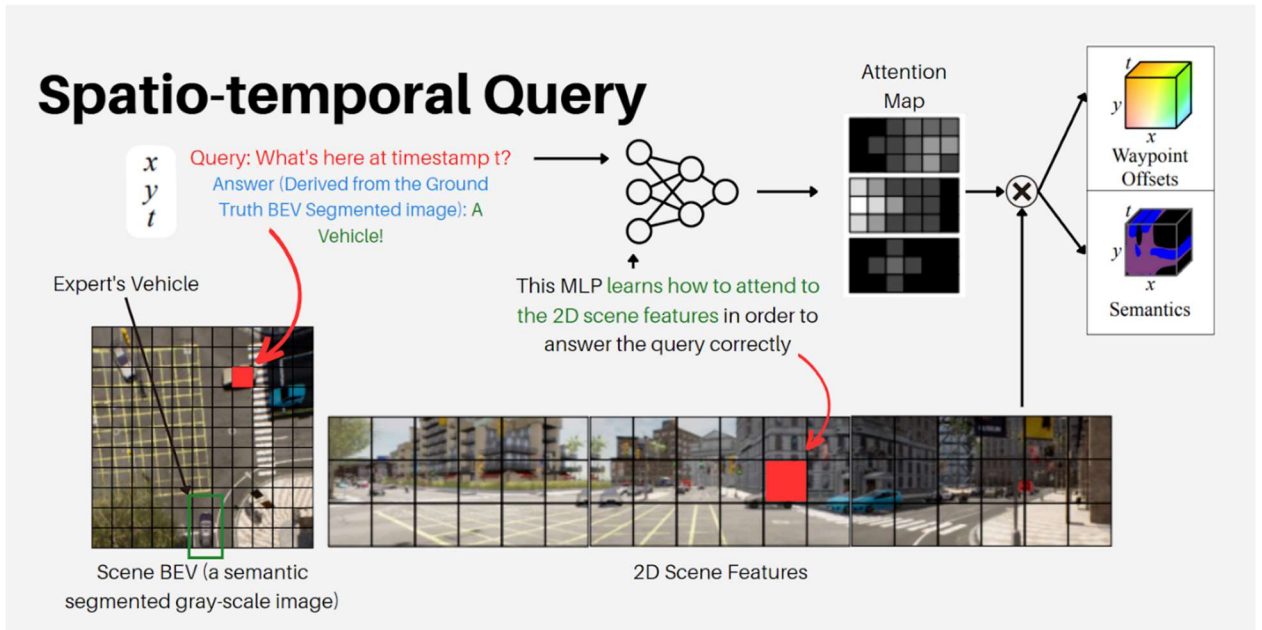 Spatio-temporal Query
x
y
t
Query: What's here at timestamp t?
Answer (Derived from the Ground
Truth BEV Segmented image): A
Vehicle!
Expert's Vehicle
This MLP learns how to attend to
the 2D scene features in order to
answer the query correctly
Attention
Map
t
y
x
Waypoint
Offsets
t
y
x
Semantics
Scene BEV (a semantic
segmented gray-scale image)
2D Scene Features